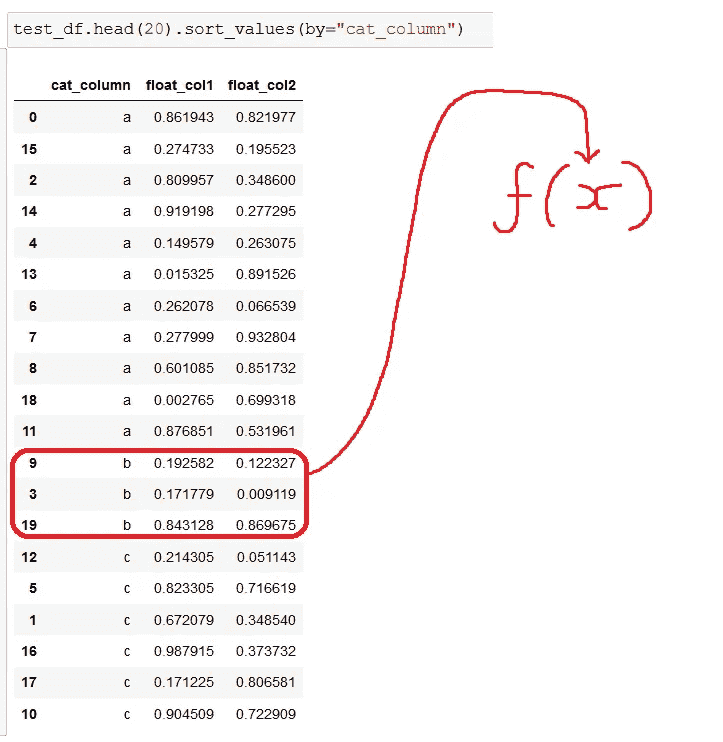 test_df.head(20).sort_values(by="cat_column")
cat_column float_col1 float_col2
0 a 0.861943 0.821977
15 a 0.274733 0.195523
2 a 0.809957 0.348600
14 a 0.919198 0.277295
4 a 0.149579 0.263075
13 a 0.015325 0.891526
6 a 0.262078 0.066539
7 a 0.277999 0.932804
8 a 0.601085 0.851732
18 a 0.002765 0.699318
11 a 0.876851 0.531961
9 b 0.192582 0.122327
3 b 0.171779 0.009119
19 b 0.843128 0.869675
12 c 0.214305 0.051143
5 c 0.823305 0.716619
1 c 0.672079 0.348540
16 c 0.987915 0.373732
17 c 0.171225 0.806581
10 c 0.904509 0.722909
f(x)